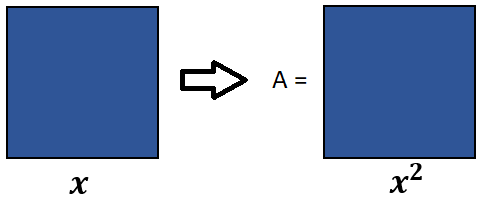 A =
x
x²